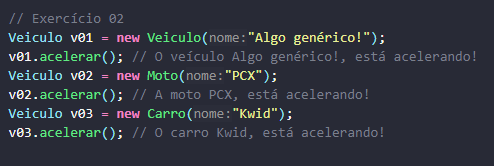 // Exercício 02
Veiculo v01 = new Veiculo(nome:"Algo genérico!");
v01.acelerar(); // O veículo Algo genérico!, está acelerando!
Veiculo v02 = new Moto(nome:"PCX");
v02.acelerar(); // A moto PCX, está acelerando!
Veiculo v03 = new Carro(nome:"Kwid");
v03.acelerar(); // O carro Kwid, está acelerando!